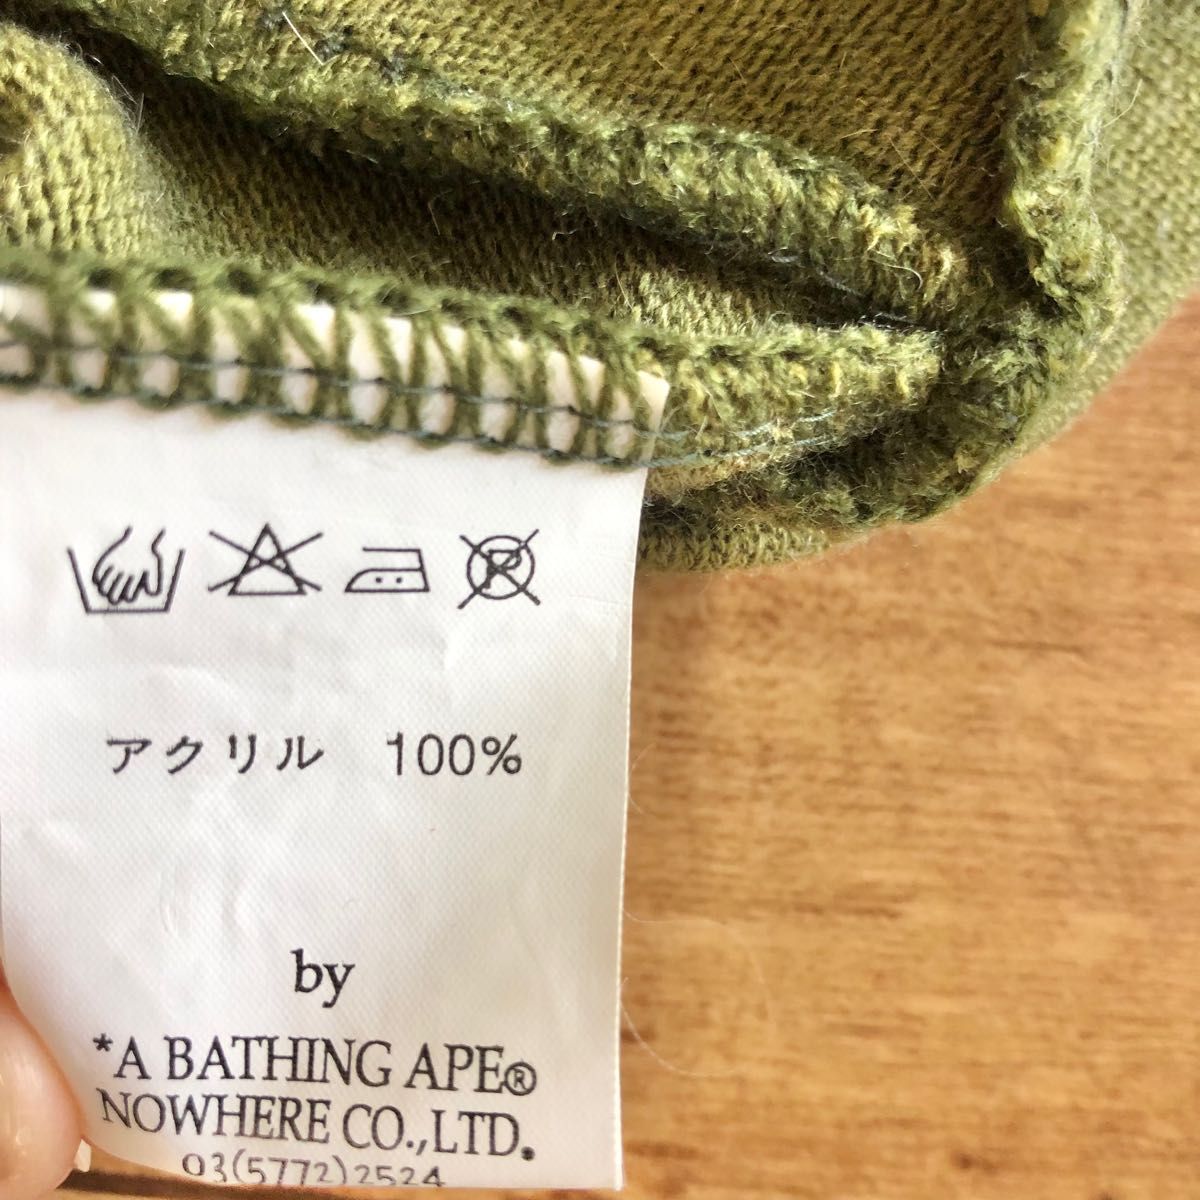 アクリル 100%
by
*A BATHING APE®
NOWHERE CO.,LTD.
03(5772)2524